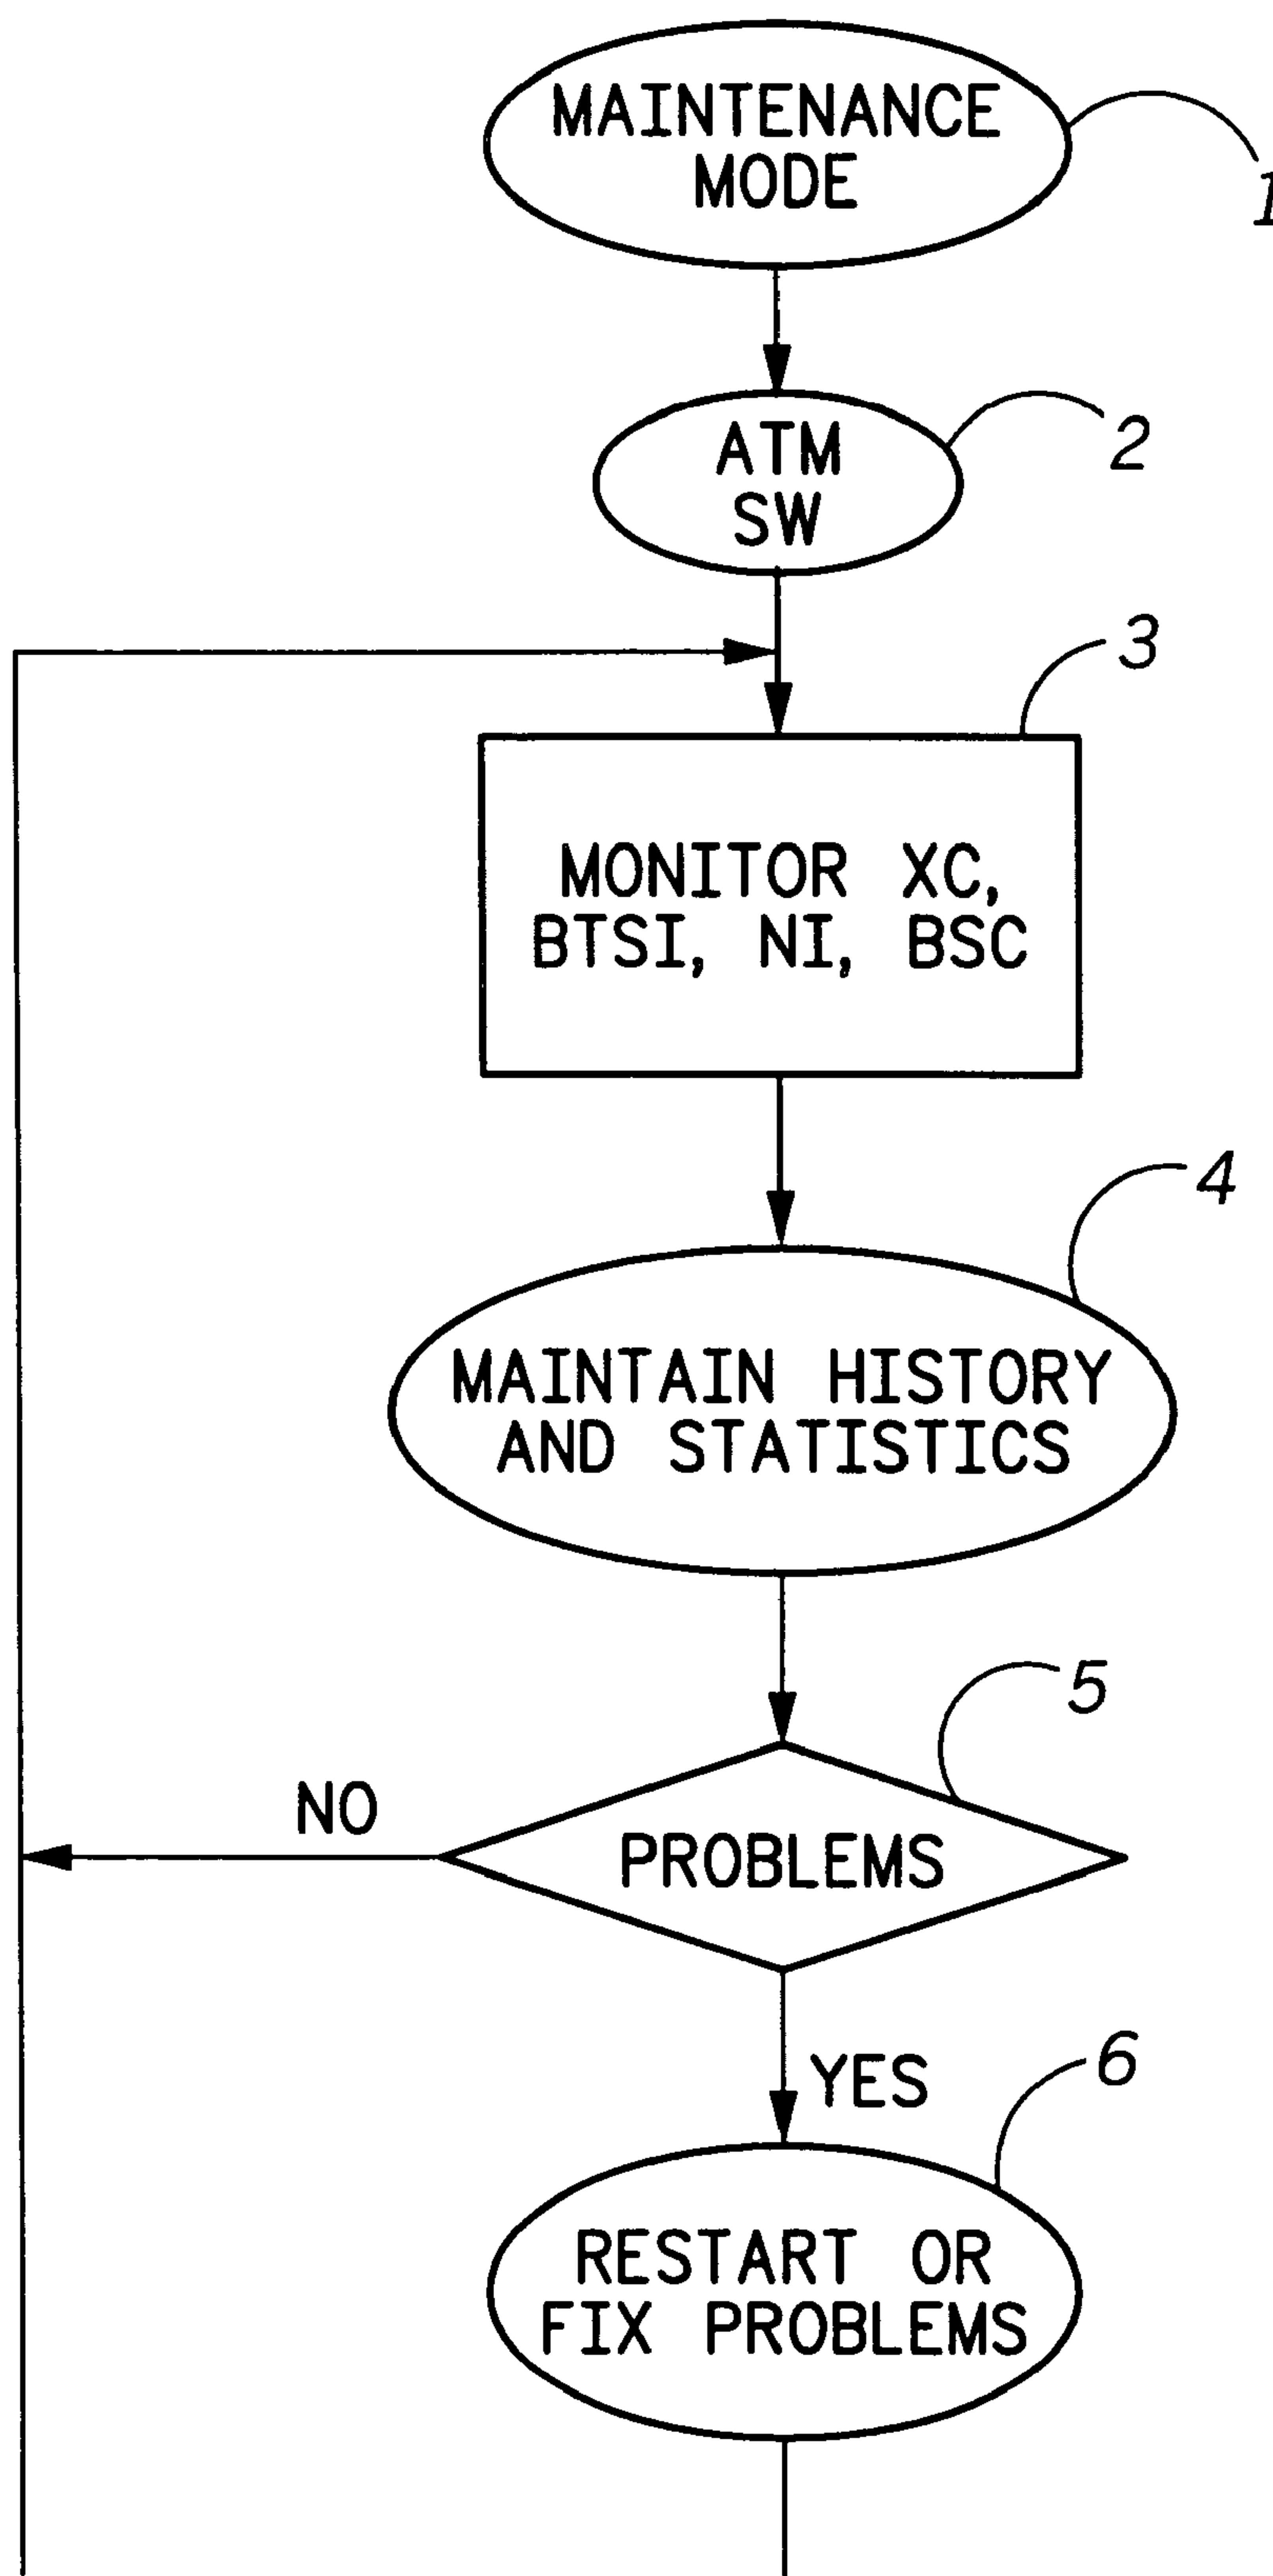 MAINTENANCE
MODE
1
ATM
SW
2
3
MONITOR XC,
BTSI, NI, BSC
4
MAINTAIN HISTORY
AND STATISTICS
5
NO
PROBLEMS
YES
6
RESTART OR
FIX PROBLEMS